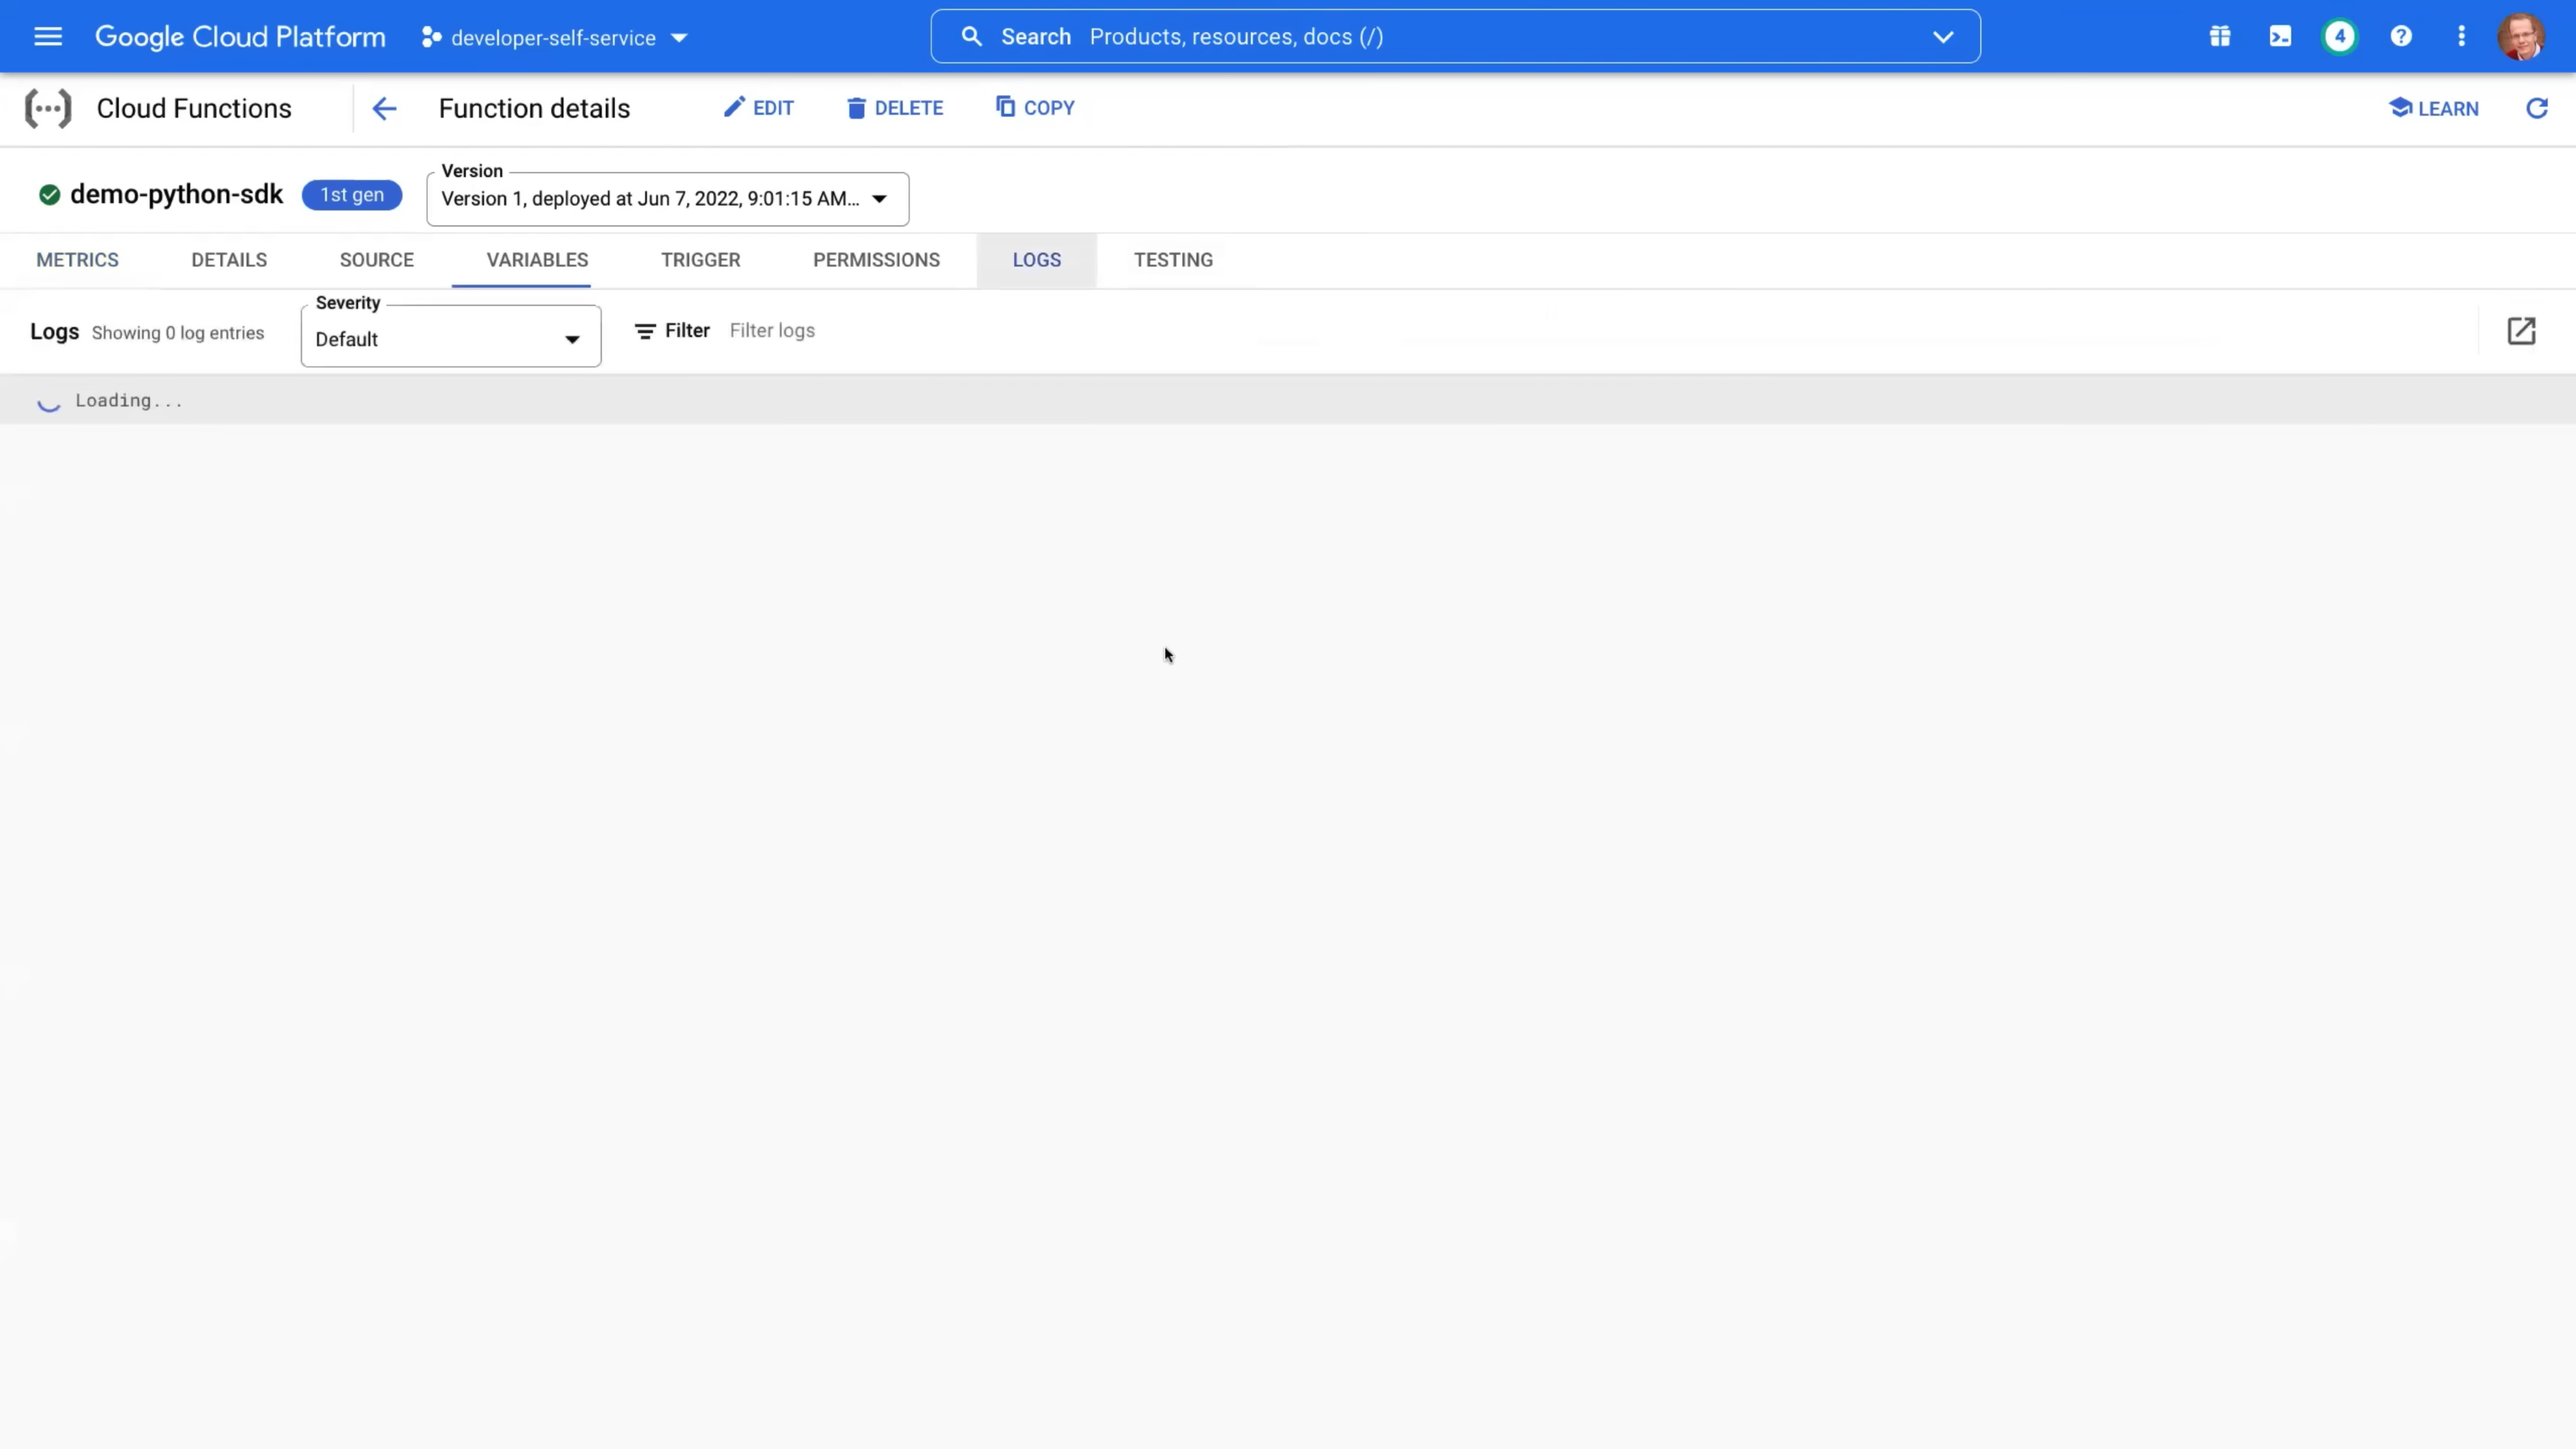 Google Cloud Platform developer-self-service Search Products, resources, docs (/) 4
Cloud Functions Function details EDIT DELETE COPY LEARN
demo-python-sdk 1st gen Version
Version 1, deployed at Jun 7, 2022, 9:01:15 AM...
METRICS DETAILS SOURCE VARIABLES TRIGGER PERMISSIONS LOGS TESTING
Severity
Logs Showing 0 log entries Default Filter Filter logs
Loading...